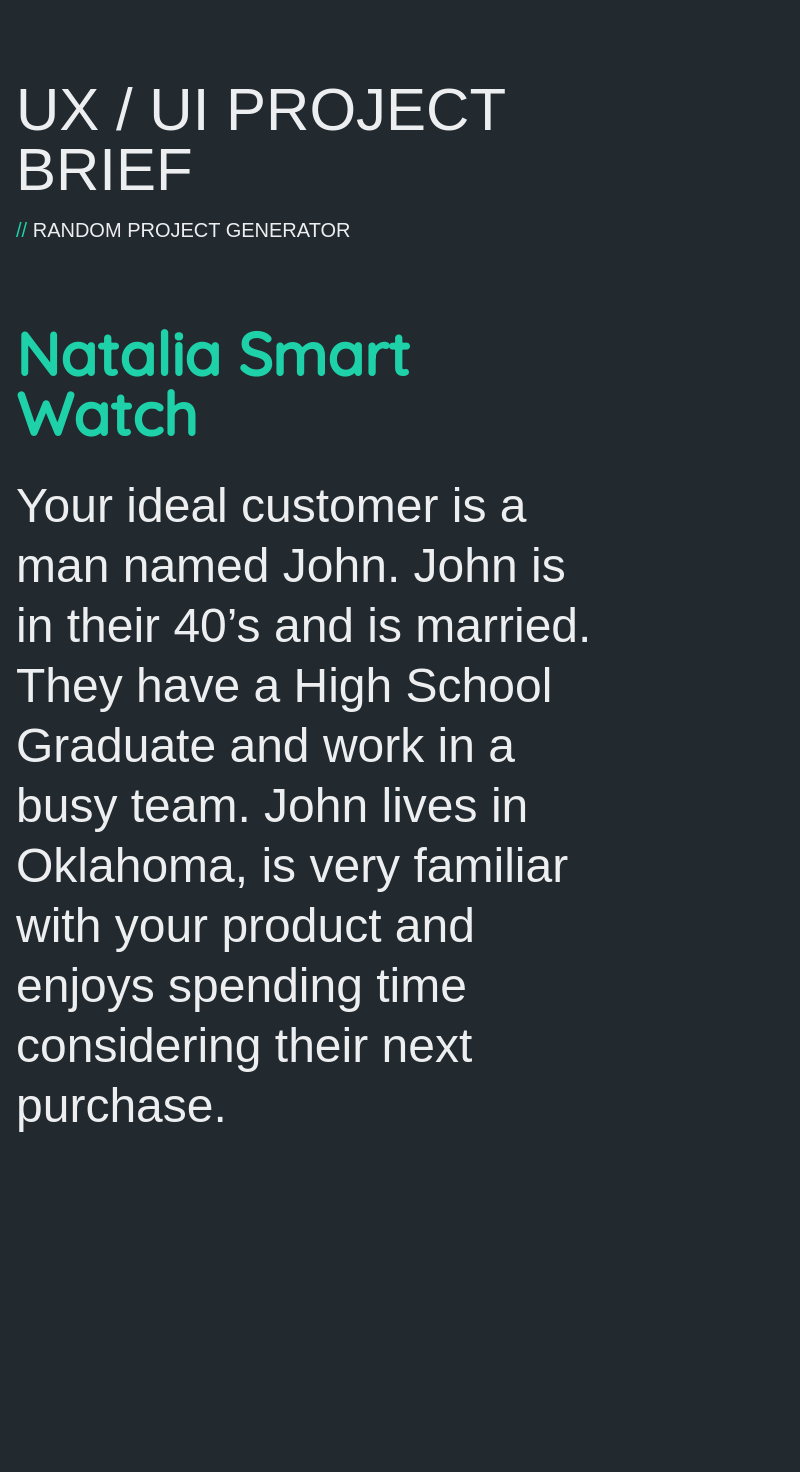 UX / UI PROJECT
BRIEF
// RANDOM PROJECT GENERATOR
Natalia Smart
Watch
Your ideal customer is a
man named John. John is
in their 40’s and is married.
They have a High School
Graduate and work in a
busy team. John lives in
Oklahoma, is very familiar
with your product and
enjoys spending time
considering their next
purchase.